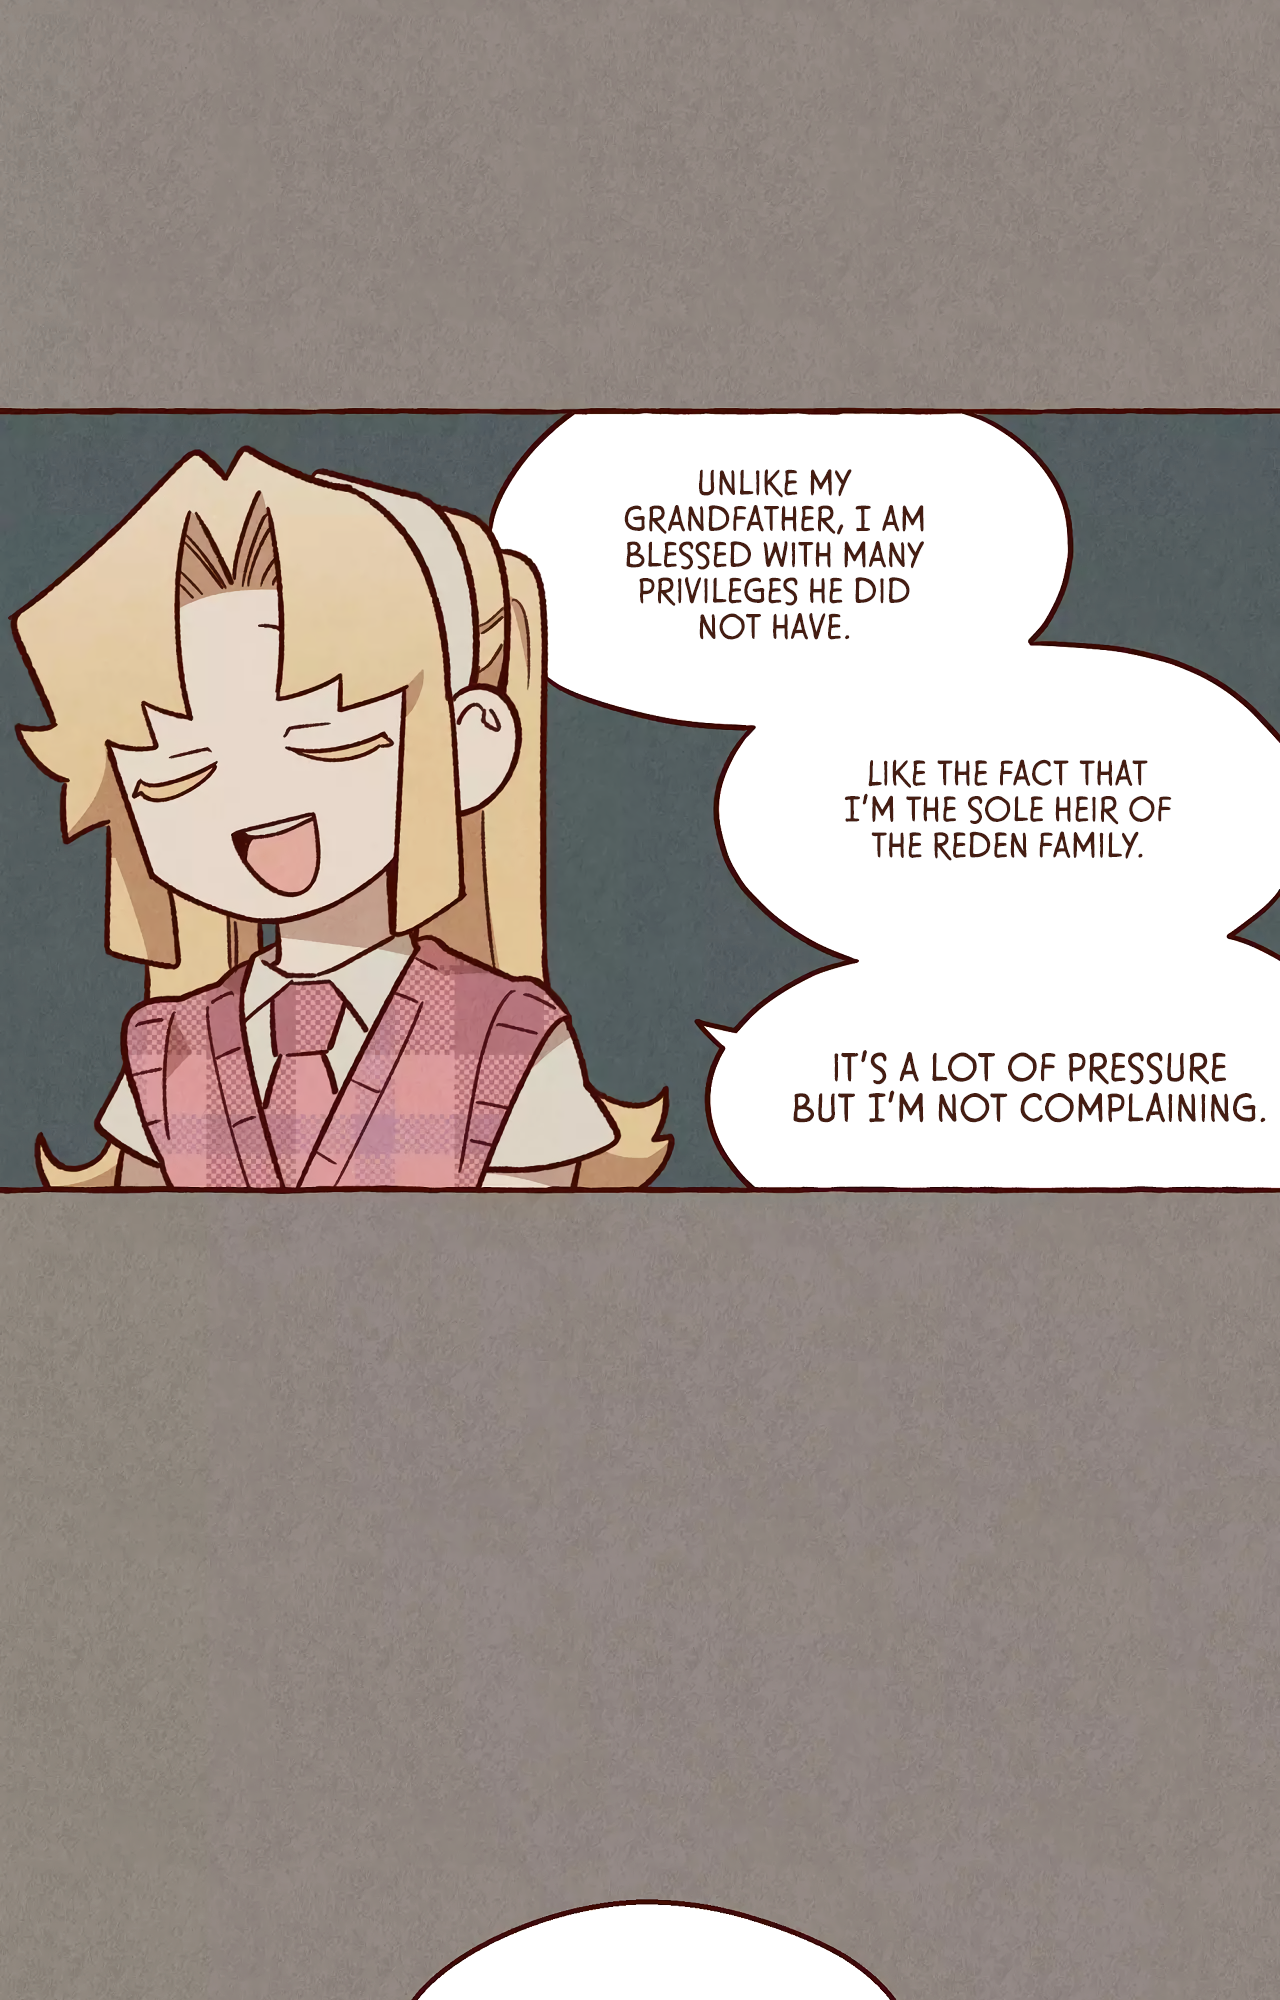 UNLIKE MY
GRANDFATHER, I AM
BLESSED WITH MANY
PRIVILEGES HE DID
NOT HAVE.
LIKE THE FACT THAT
I'M THE SOLE HEIR OF
THE REDEN FAMILY.
IT'S A LOT OF PRESSURE
BUT I'M NOT COMPLAINING.